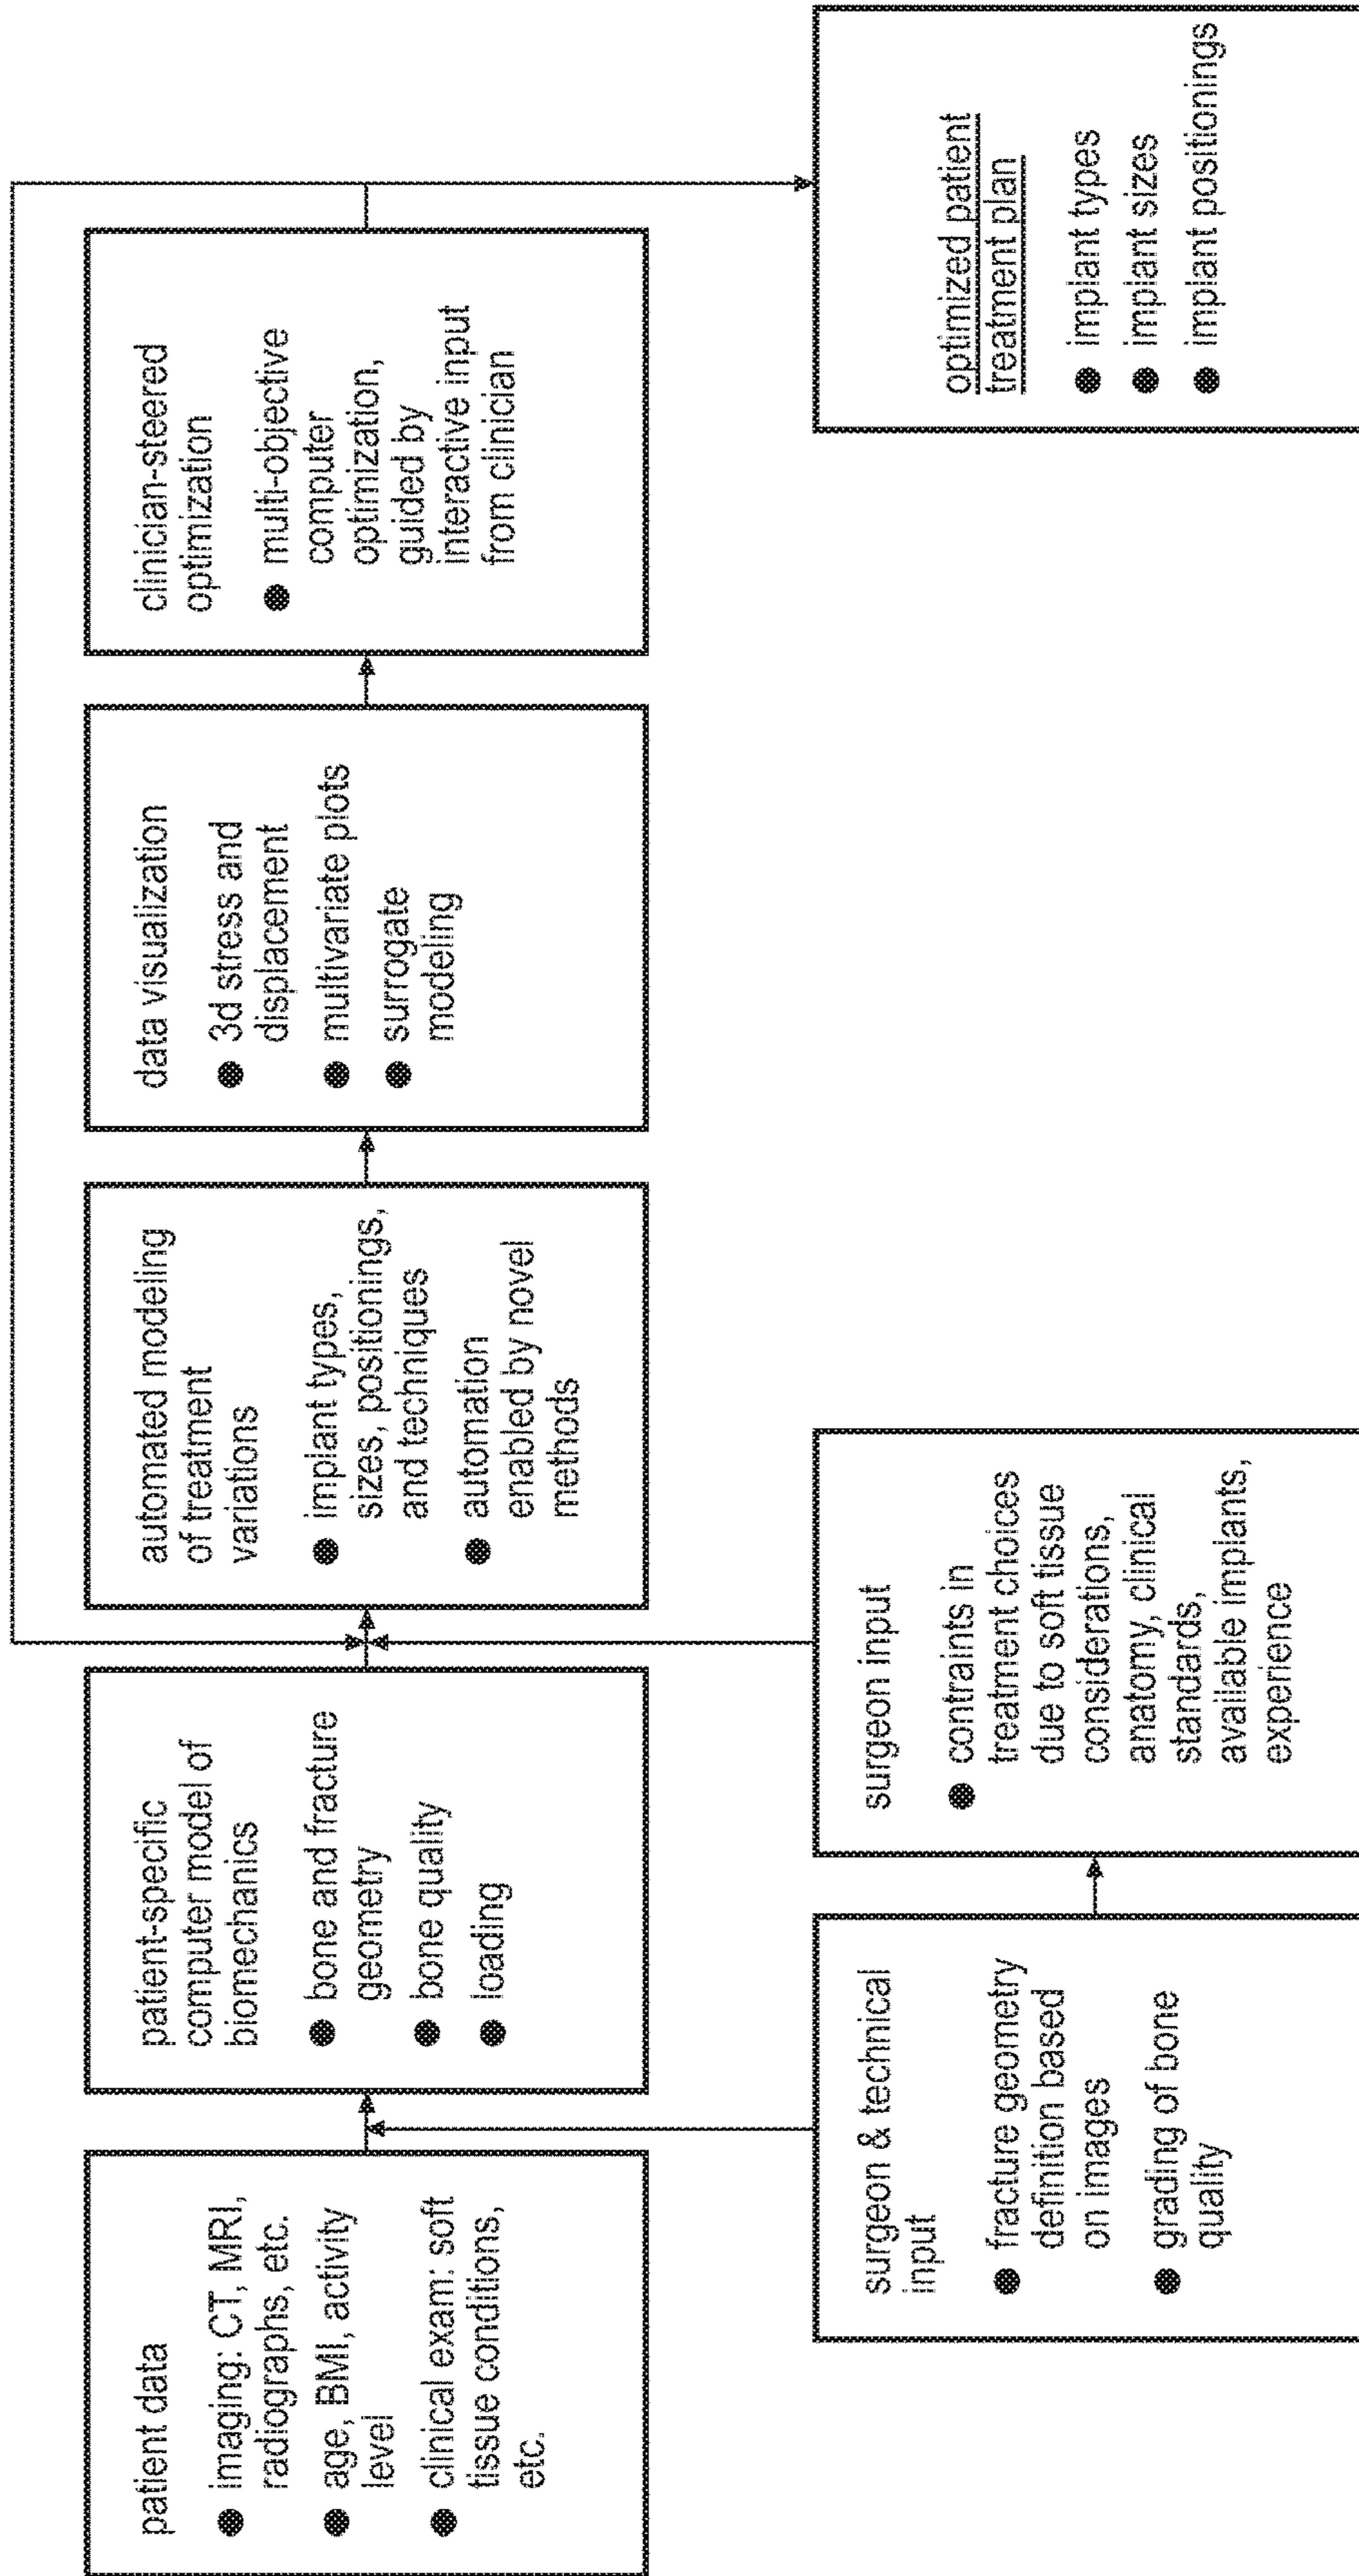 patient data
imaging: CT, MRI,
radiographs, etc.
age, BMI, activity
level
clinical exam: soft
tissue conditions,
etc.
patient-specific
computer model of
biomechanics
bone and fracture
geometry
bone quality
loading
automated modeling
of treatment
variations
implant types,
sizes, positionings,
and techniques
automation
enabled by novel
methods
data visualization
3d stress and
displacement
multivariate plots
surrogate
modeling
clinician-steered
optimization
multi-objective
computer
optimization,
guided by
interactive input
from clinician
surgeon & technical
input
fracture geometry
definition based
on images
grading of bone
quality
surgeon input
contraints in
treatment choices
due to soft tissue
considerations,
anatomy, clinical
standards,
available implants,
experience
optimized patient
treatment plan
implant types
implant sizes
implant positionings